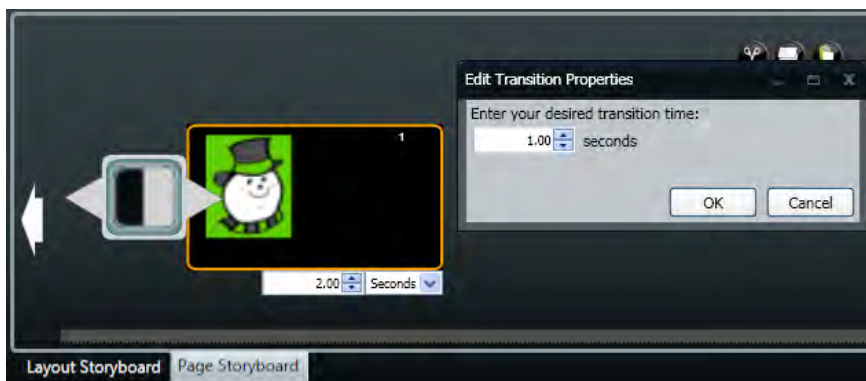 Edit Transition Properties
Enter your desired transition time:
1.00 seconds
OK Cancel
1
2.00 Seconds
Layout Storyboard Page Storyboard